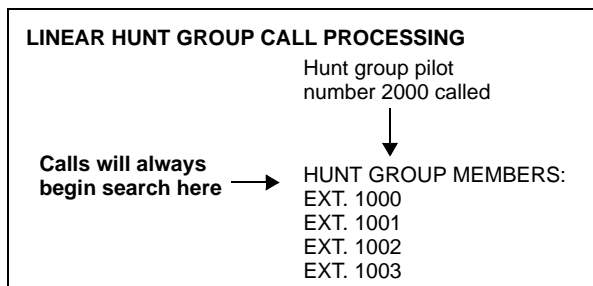 LINEAR HUNT GROUP CALL PROCESSING
Hunt group pilot
number 2000 called
Calls will always
begin search here
HUNT GROUP MEMBERS:
EXT. 1000
EXT. 1001
EXT. 1002
EXT. 1003